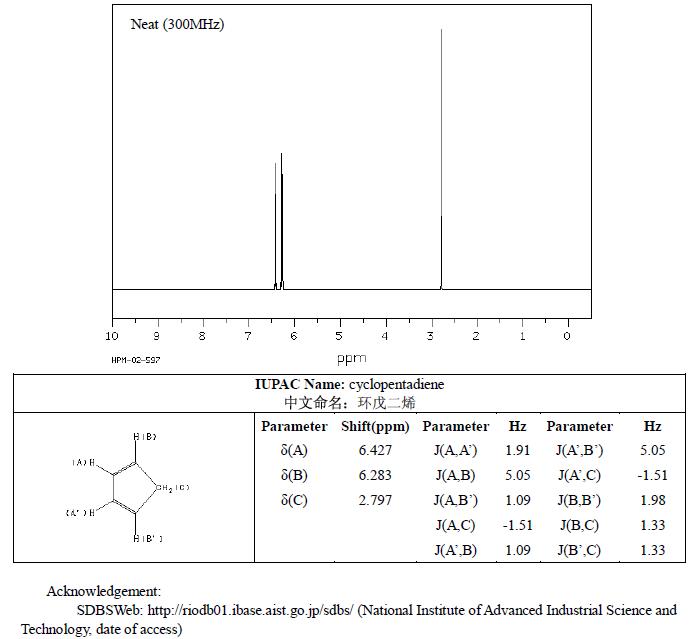 Neat (300MHz)
10 9 8 7 6 5 4 3 2 1 0
HPM-02-597
ppm
IUPAC Name: cyclopentadiene
中文命名：环戊二烯
Parameter Shift(ppm) Parameter Hz Parameter Hz
δ(A) 6.427 J(A,A’) 1.91 J(A’,B’) 5.05
δ(B) 6.283 J(A,B) 5.05 J(A’,C) -1.51
δ(C) 2.797 J(A,B’) 1.09 J(B,B’) 1.98
J(A,C) -1.51 J(B,C) 1.33
J(A’,B) 1.09 J(B’,C) 1.33
H(B)
(A)H
CH2(C)
(A')H
H(B')
Acknowledgement:
SDBSWeb: http://riodb01.ibase.aist.go.jp/sdbs/ (National Institute of Advanced Industrial Science and
Technology, date of access)